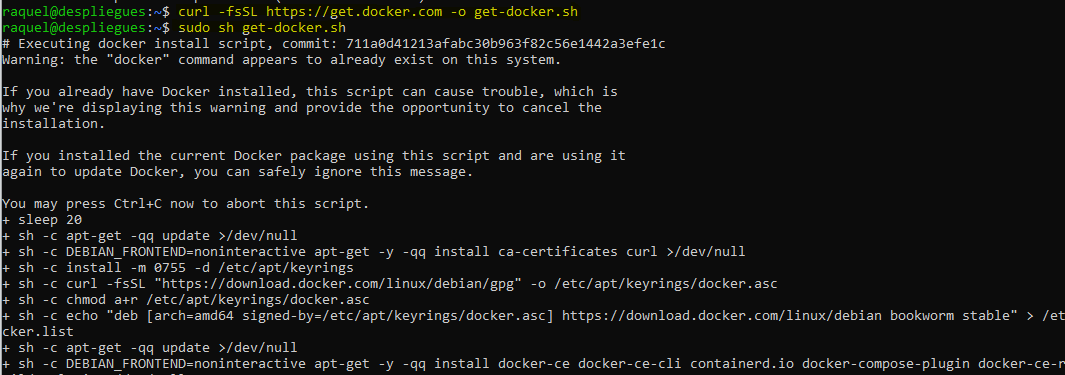 raquel@despliegues:~$ curl -fsSL https://get.docker.com -o get-docker.sh
raquel@despliegues:~$ sudo sh get-docker.sh
# Executing docker install script, commit: 711a0d41213afabc30b963f82c56e1442a3efe1c
Warning: the "docker" command appears to already exist on this system.

If you already have Docker installed, this script can cause trouble, which is
why we're displaying this warning and provide the opportunity to cancel the
installation.

If you installed the current Docker package using this script and are using it
again to update Docker, you can safely ignore this message.

You may press Ctrl+C now to abort this script.
+ sleep 20
+ sh -c apt-get -qq update >/dev/null
+ sh -c DEBIAN_FRONTEND=noninteractive apt-get -y -qq install ca-certificates curl >/dev/null
+ sh -c install -m 0755 -d /etc/apt/keyrings
+ sh -c curl -fsSL "https://download.docker.com/linux/debian/gpg" -o /etc/apt/keyrings/docker.asc
+ sh -c chmod a+r /etc/apt/keyrings/docker.asc
+ sh -c echo "deb [arch=amd64 signed-by=/etc/apt/keyrings/docker.asc] https://download.docker.com/linux/debian bookworm stable" > /et
cker.list
+ sh -c apt-get -qq update >/dev/null
+ sh -c DEBIAN_FRONTEND=noninteractive apt-get -y -qq install docker-ce docker-ce-cli containerd.io docker-compose-plugin docker-ce-r